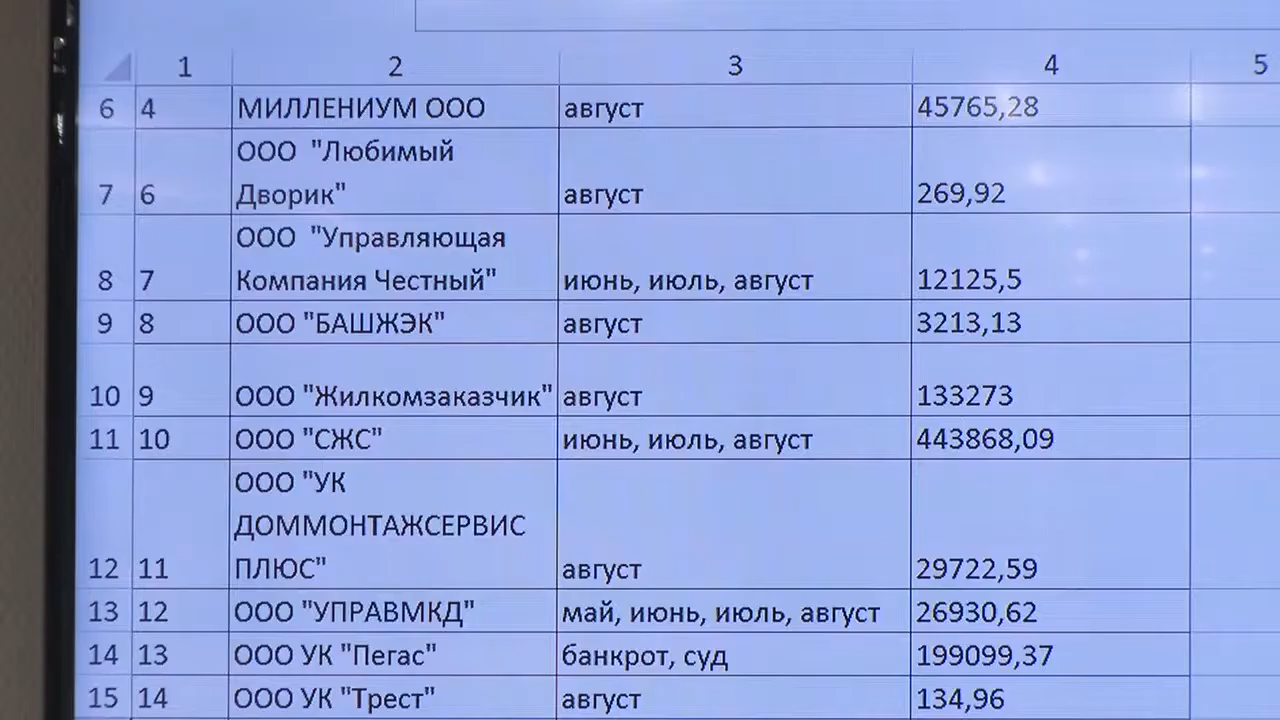 1 2 3 4 5
6 4 МИЛЛЕНИУМ ООО август 45765,28
ООО "Любимый
7 6 Дворик" август 269,92
ООО "Управляющая
8 7 Компания Честный" июнь, июль, август 12125,5
9 8 ООО "БАШЖЭК" август 3213,13
10 9 ООО "Жилкомзаказчик" август 133273
11 10 ООО "СЖС" июнь, июль, август 443868,09
ООО "УК
ДОММОНТАЖСЕРВИС
12 11 ПЛЮС" август 29722,59
13 12 ООО "УПРАВМКД" май, июнь, июль, август 26930,62
14 13 ООО УК "Пегас" банкрот, суд 199099,37
15 14 ООО УК "Трест" август 134,96